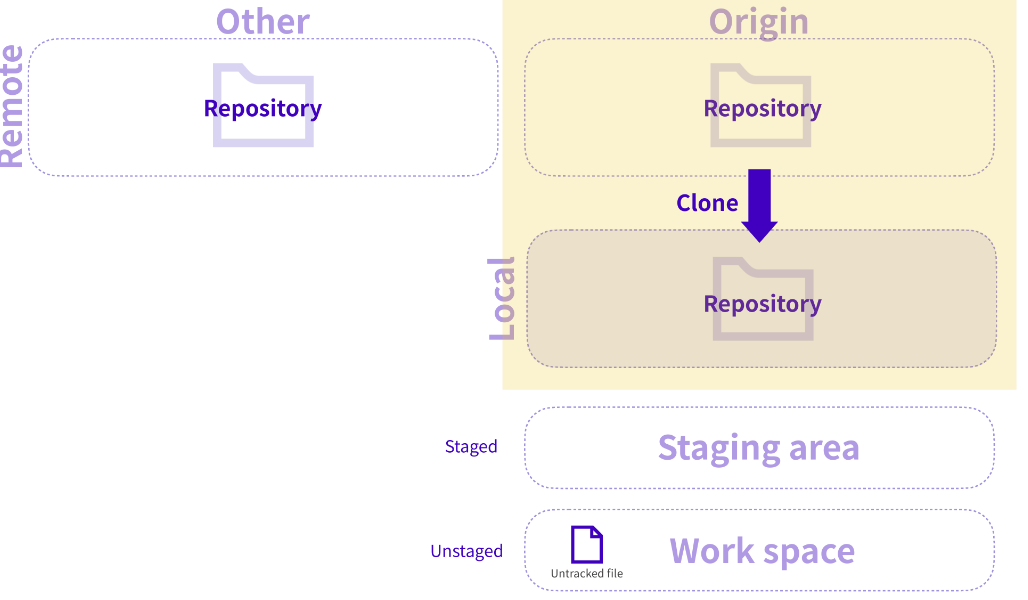 Other
Origin
Remote
Repository
Repository
Clone
Local
Repository
Staged
Staging area
Unstaged
Work space
Untracked file